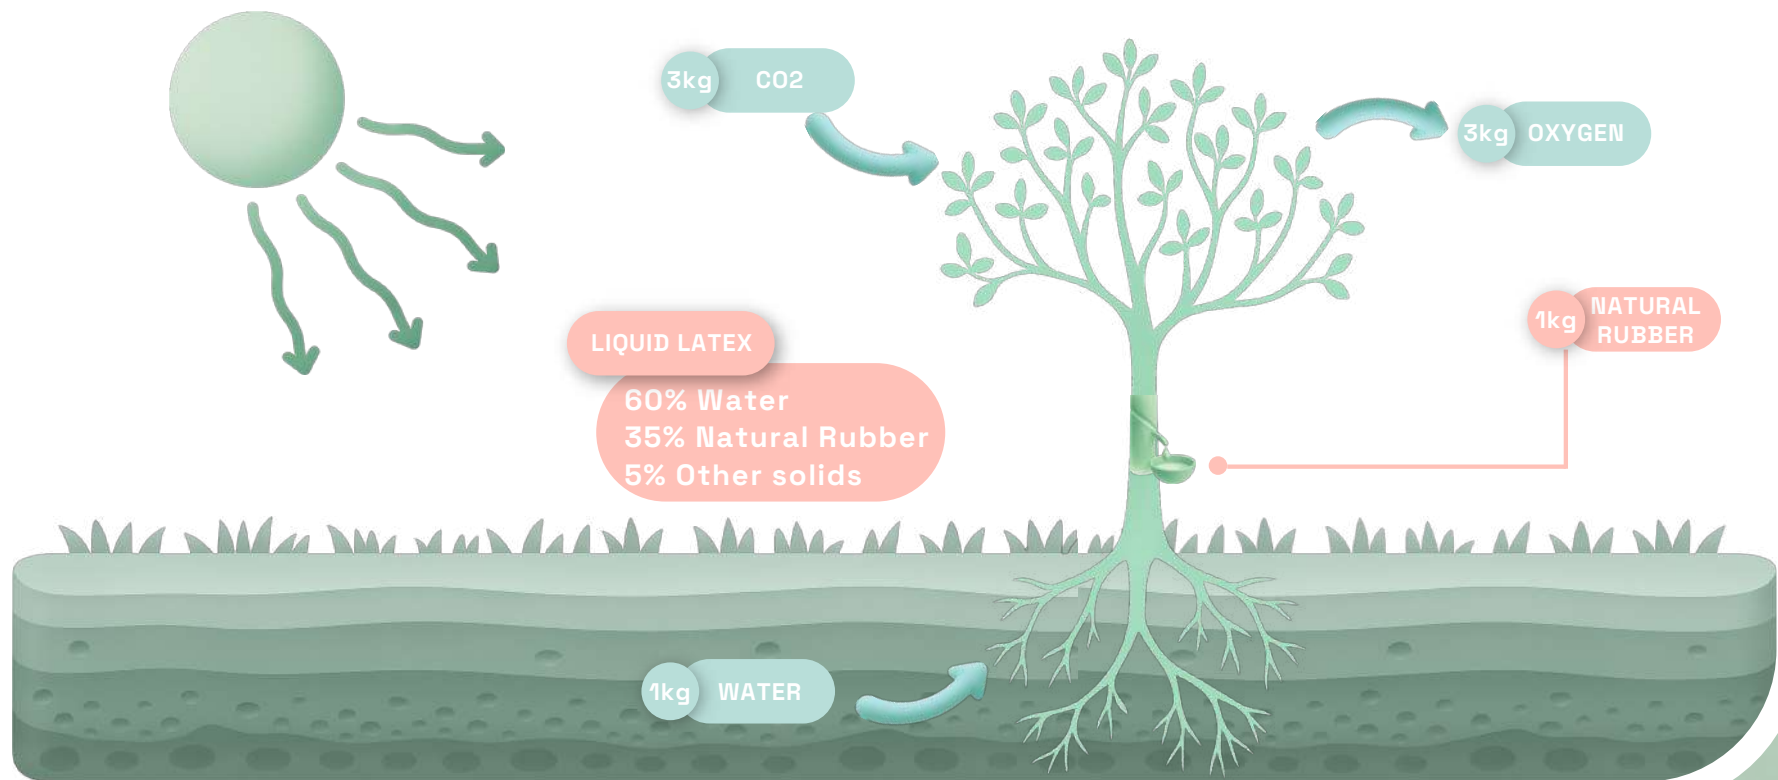 3kg CO2
3kg OXYGEN
1kg NATURAL
RUBBER
LIQUID LATEX
60% Water
35% Natural Rubber
5% Other solids
1kg WATER